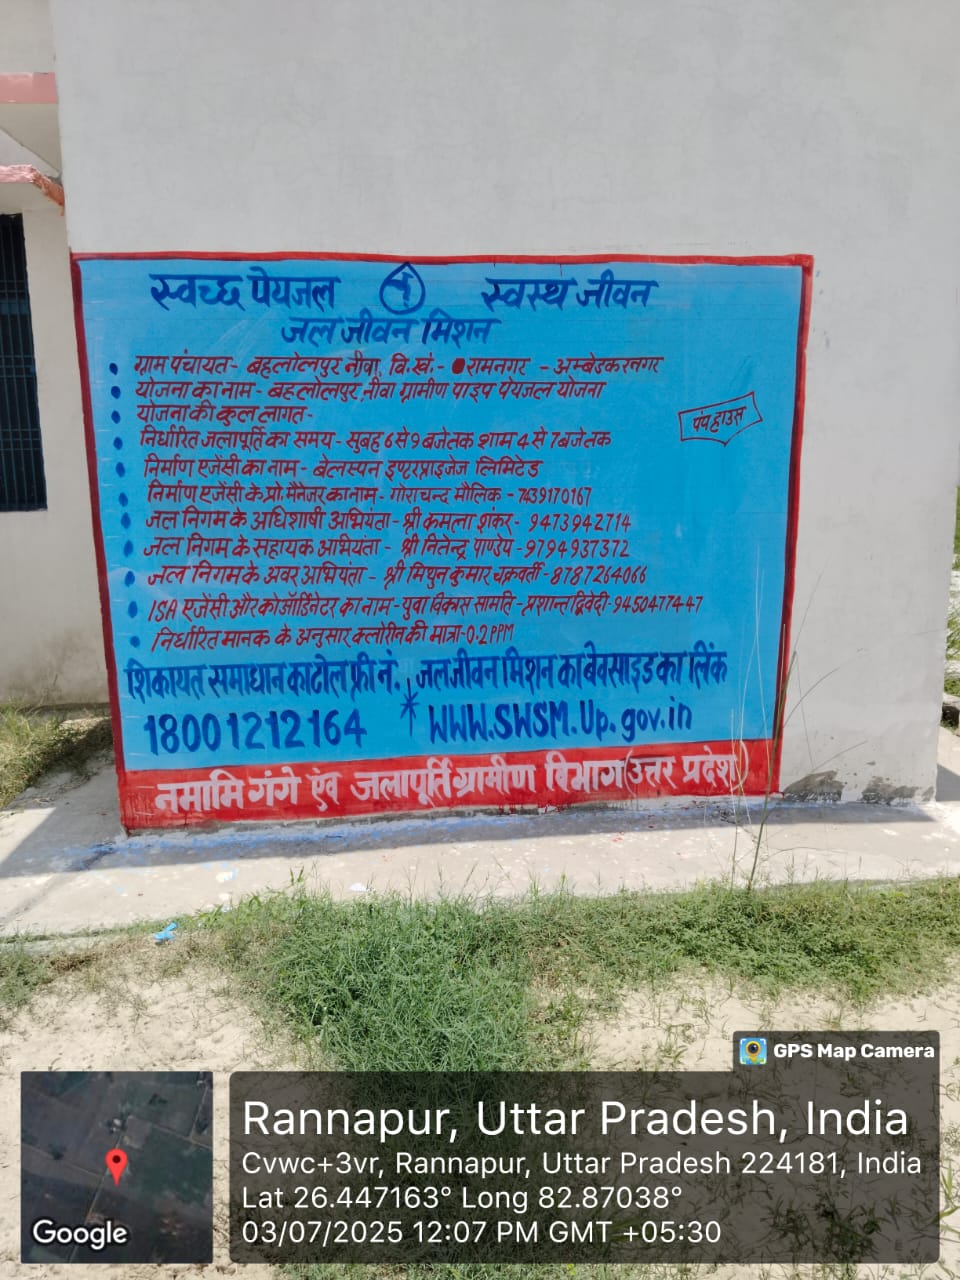 स्वच्छ पेयजल स्वस्थ जीवन
जल जीवन मिशन
ग्राम पंचायत- बहलोलपुर नीवा, वि.खं.- रामनगर - अम्बेडकरनगर
योजना का नाम - बहलोलपुर, नीवा ग्रामीण पाइप पेयजल योजना
योजना की कुल लागत-
पंप हाउस
निर्धारित जलापूर्ति का समय - सुबह 6 से 9 बजे तक शाम 4 से 7 बजे तक
निर्माण एजेंसी का नाम - बेलस्पन इण्टरप्राइजेज लिमिटेड
निर्माण एजेंसी के प्रो. मैनेजर का नाम - गोराचन्द मौलिक - 7439170167
जल निगम के अधिशाषी अभियंता - श्री कमला शंकर - 9473942714
जल निगम के सहायक अभियंता - श्री नितेन्द्र पाण्डेय - 9794937372
जल निगम के अवर अभियंता - श्री मिथुन कुमार चक्रवर्ती - 8787264066
ISA एजेंसी और कोऑर्डिनेटर का नाम - युवा विकास समिति - प्रशान्त द्विवेदी - 9450477447
निर्धारित मानक के अनुसार क्लोरीन की मात्रा - 0.2 PPM
शिकायत समाधान का टोल फ्री नं. जल जीवन मिशन का बेवसाइड का लिंक
18001212164 * WWW.SWSM.Up.gov.in
नमामि गंगे एंव जलापूर्ति ग्रामीण विभाग (उत्तर प्रदेश)
GPS Map Camera
Rannapur, Uttar Pradesh, India
Cvwc+3vr, Rannapur, Uttar Pradesh 224181, India
Lat 26.447163° Long 82.87038°
03/07/2025 12:07 PM GMT +05:30
Google